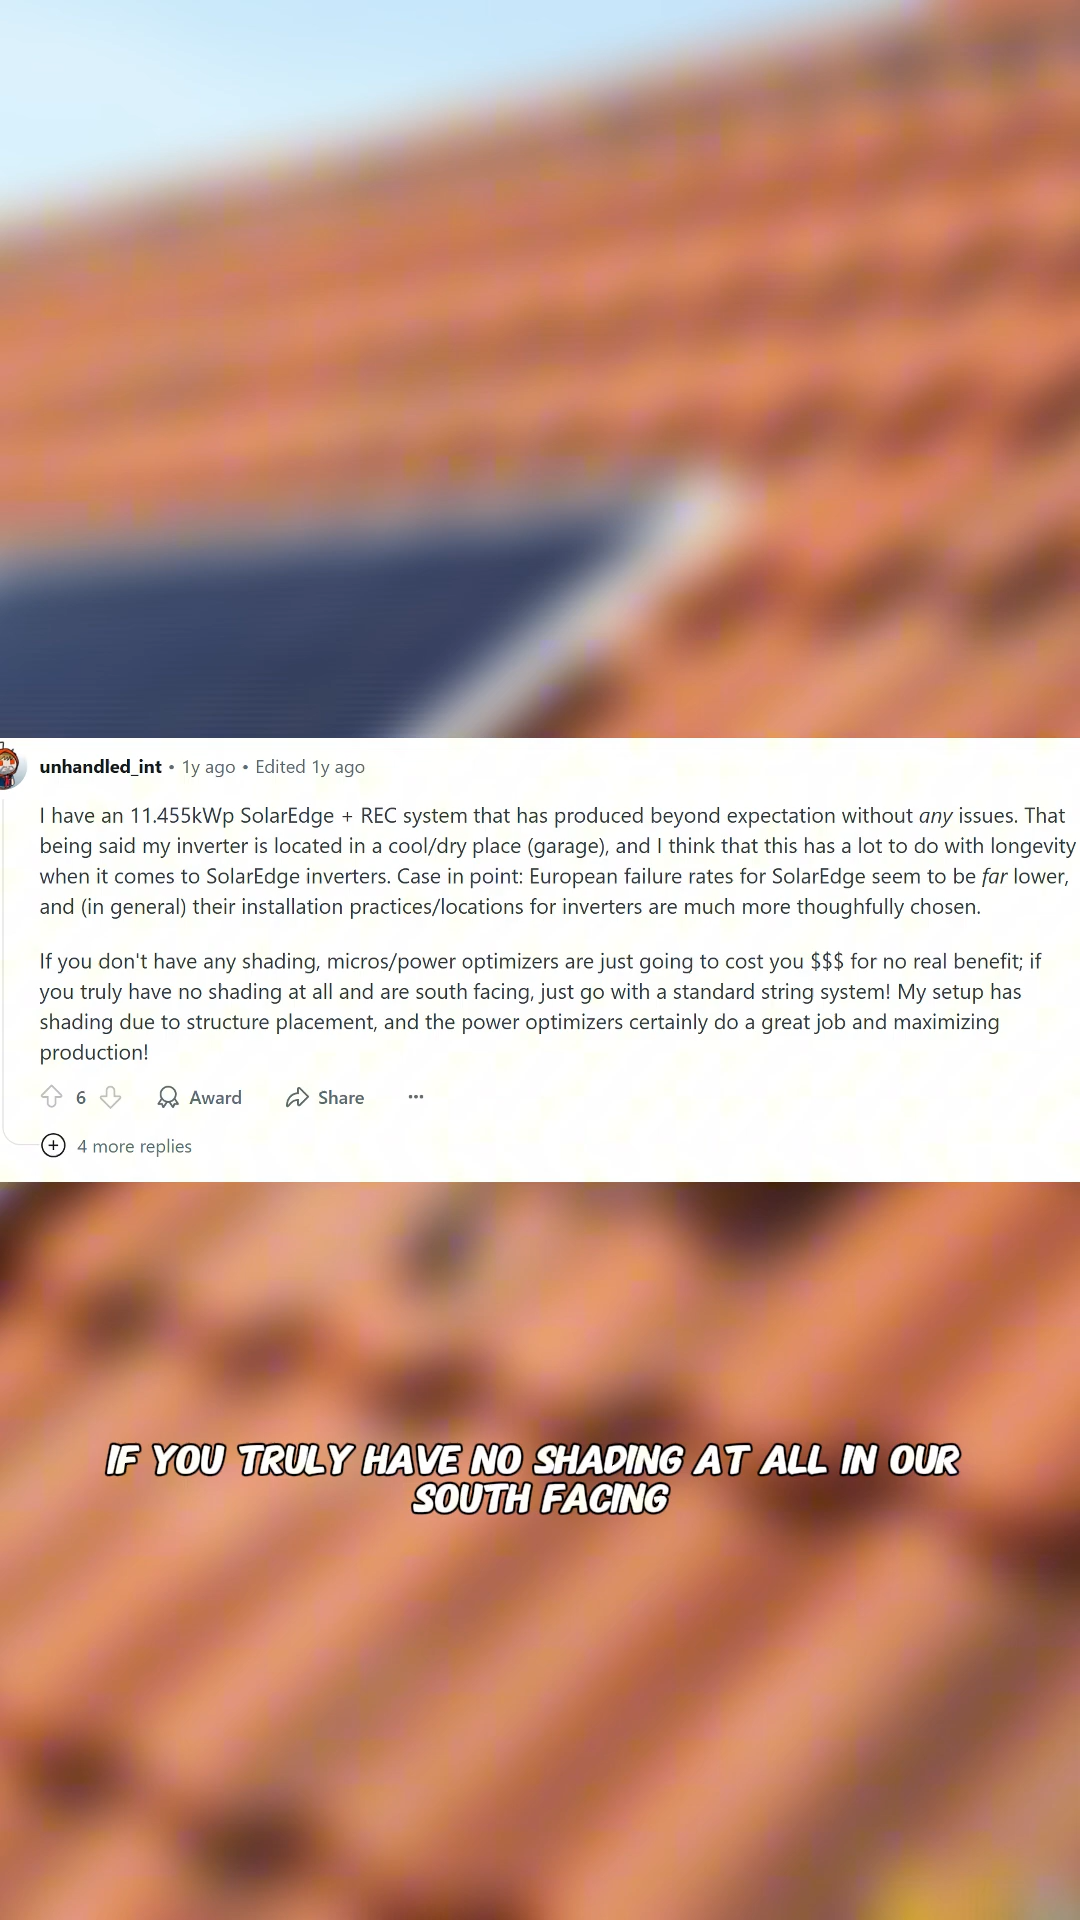 unhandled_int • 1y ago • Edited 1y ago
I have an 11.455kWp SolarEdge + REC system that has produced beyond expectation without any issues. That
being said my inverter is located in a cool/dry place (garage), and I think that this has a lot to do with longevity
when it comes to SolarEdge inverters. Case in point: European failure rates for SolarEdge seem to be far lower,
and (in general) their installation practices/locations for inverters are much more thoughtfully chosen.
If you don't have any shading, micros/power optimizers are just going to cost you $$$ for no real benefit; if
you truly have no shading at all and are south facing, just go with a standard string system! My setup has
shading due to structure placement, and the power optimizers certainly do a great job and maximizing
production!
6 Award Share ···
4 more replies
IF YOU TRULY HAVE NO SHADING AT ALL IN OUR
SOUTH FACING